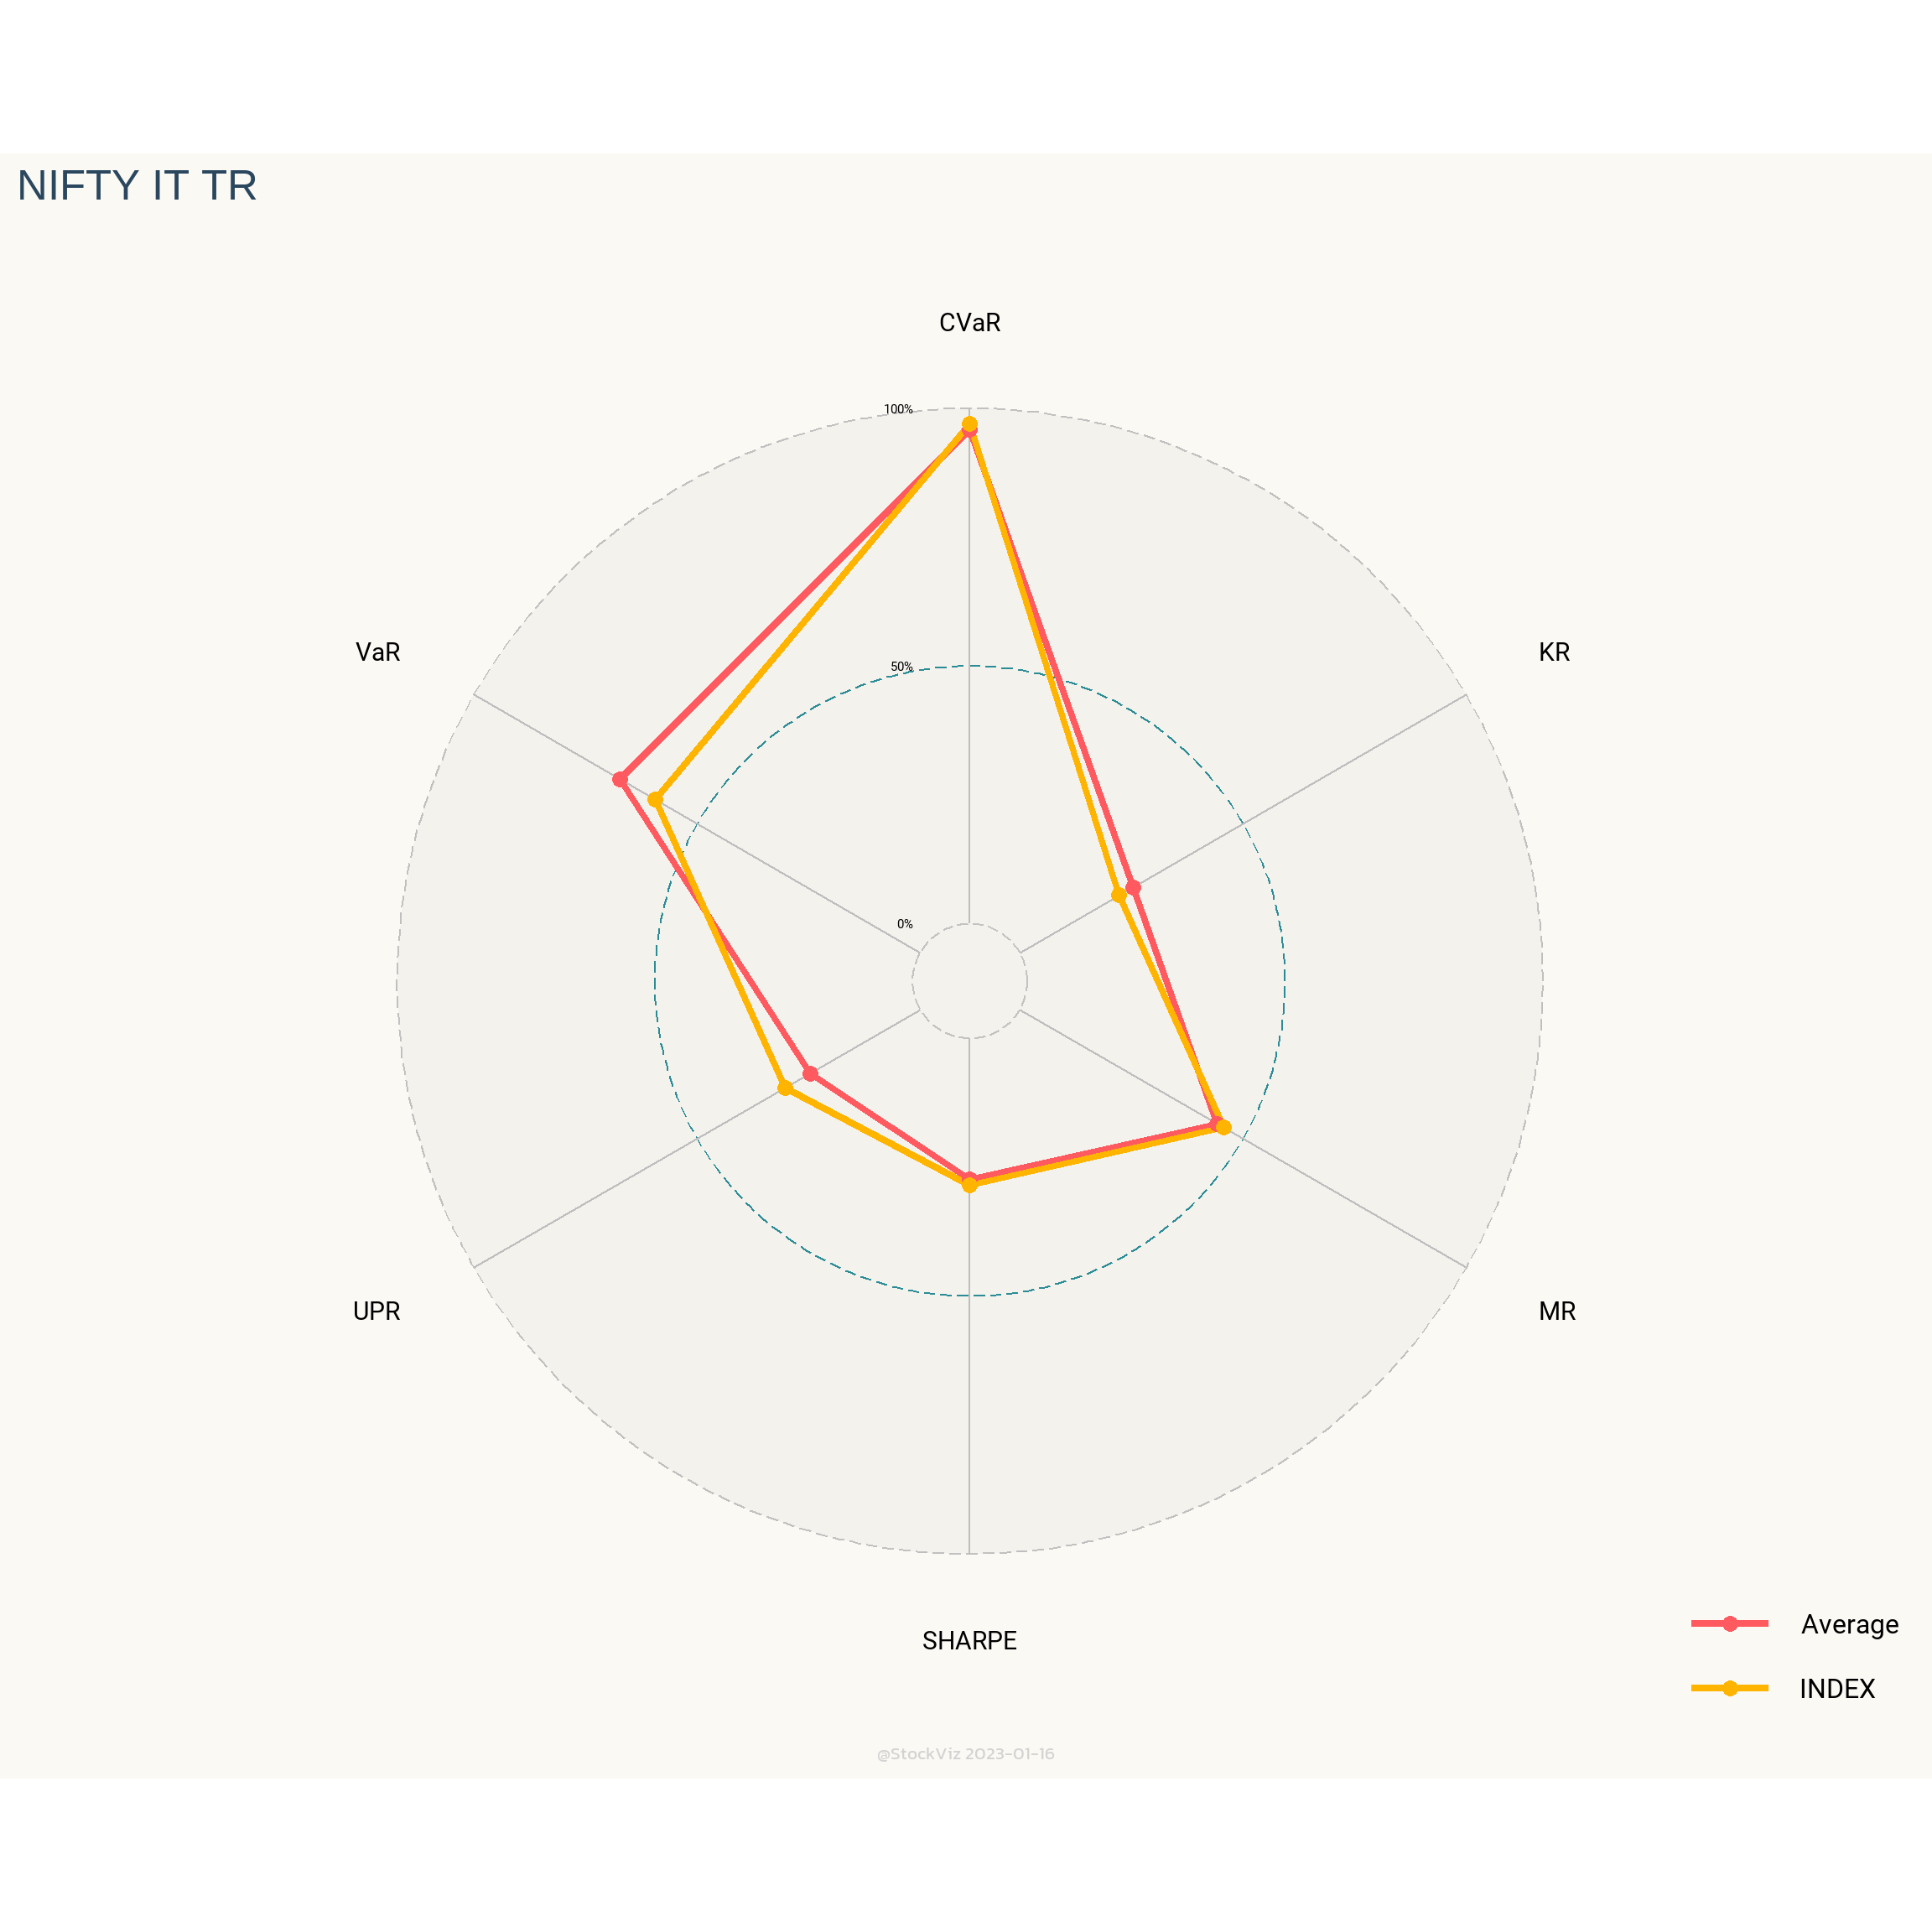 NIFTY IT TR
CVaR
100%
VaR
KR
50%
0%
UPR
MR
SHARPE
Average
INDEX
@StockViz 2023-01-16